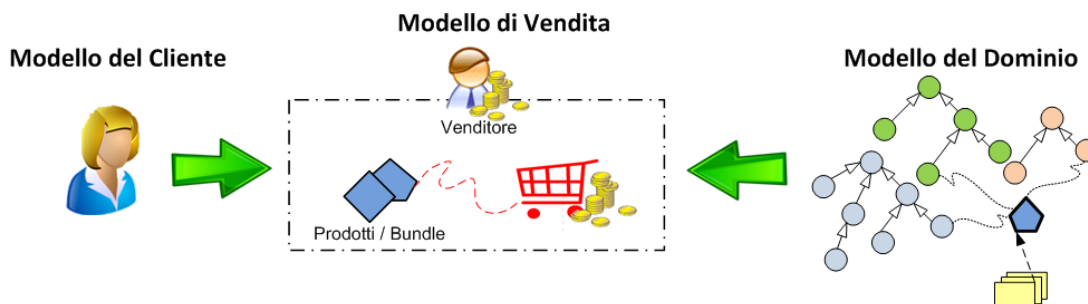 Modello del Cliente
Modello di Vendita
Modello del Dominio
Venditore
Prodotti / Bundle